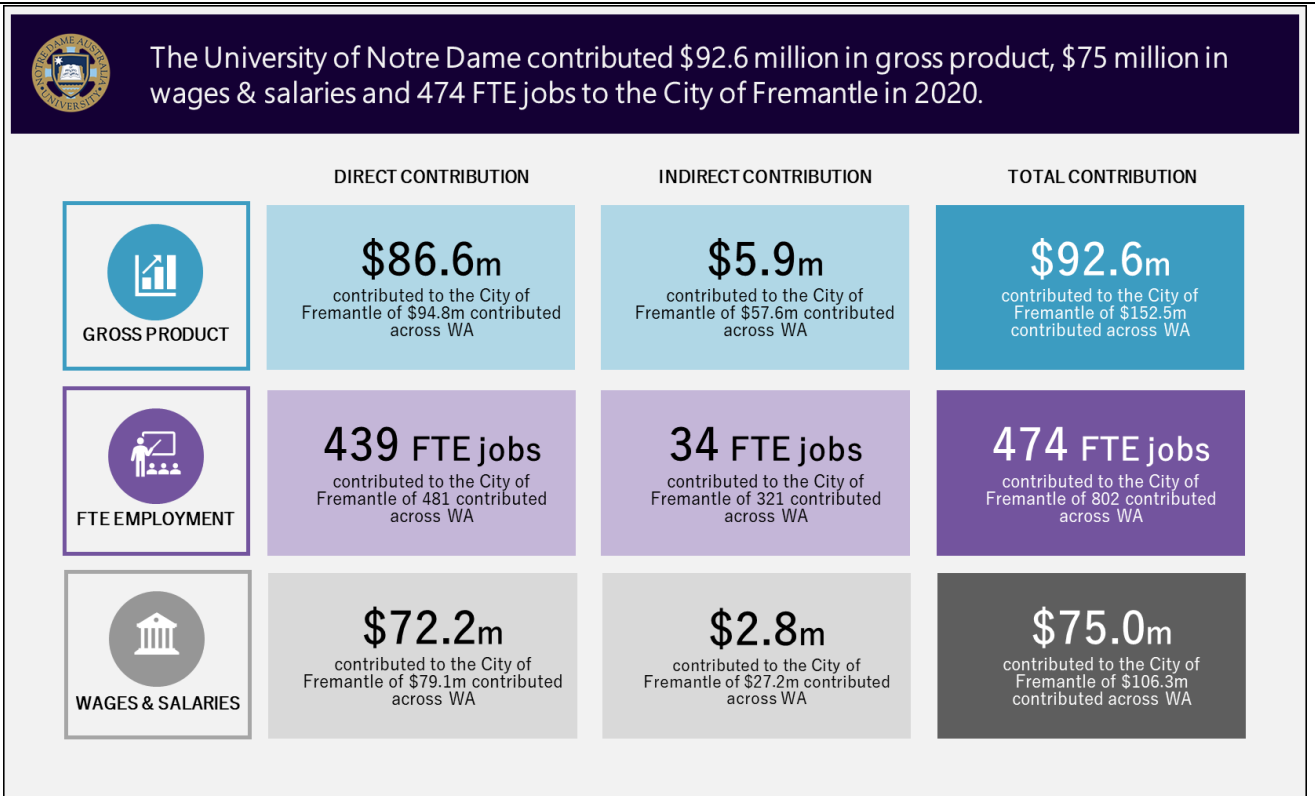 NOTRE DAME AUSTRALIA
UNIVERSITY
The University of Notre Dame contributed $92.6 million in gross product, $75 million in
wages & salaries and 474 FTE jobs to the City of Fremantle in 2020.
DIRECT CONTRIBUTION
INDIRECT CONTRIBUTION
TOTAL CONTRIBUTION
GROSS PRODUCT
$86.6m
contributed to the City of
Fremantle of $94.8m contributed
across WA
$5.9m
contributed to the City of
Fremantle of $57.6m contributed
across WA
$92.6m
contributed to the City of
Fremantle of $152.5m
contributed across WA
FTE EMPLOYMENT
439 FTE jobs
contributed to the City of
Fremantle of 481 contributed
across WA
34 FTE jobs
contributed to the City of
Fremantle of 321 contributed
across WA
474 FTE jobs
contributed to the City of
Fremantle of 802 contributed
across WA
WAGES & SALARIES
$72.2m
contributed to the City of
Fremantle of $79.1m contributed
across WA
$2.8m
contributed to the City of
Fremantle of $27.2m contributed
across WA
$75.0m
contributed to the City of
Fremantle of $106.3m
contributed across WA